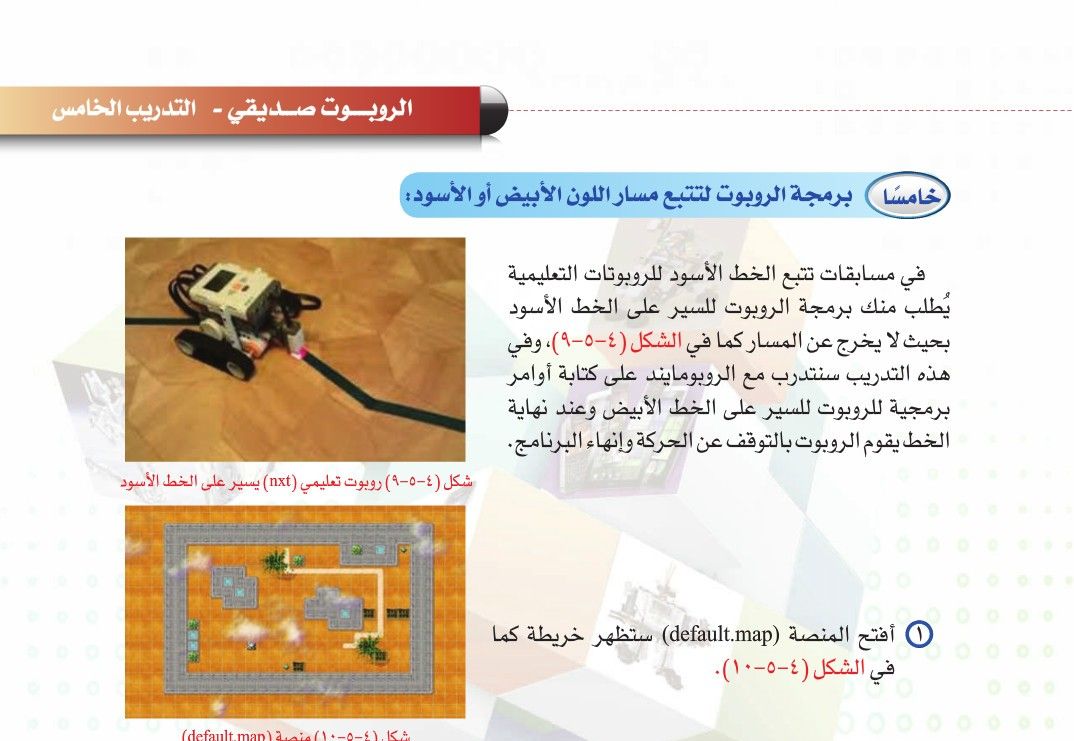 الروبـــوت صـــديقي - التدريب الخامس
خامسًا برمجة الروبوت لتتبع مسار اللون الأبيض أو الأسود:
في مسابقات تتبع الخط الأسود للروبوتات التعليمية
يُطلب منك برمجة الروبوت للسير على الخط الأسود
بحيث لا يخرج عن المسار كما في الشكل (٤-٥-٩)، وفي
هذه التدريب سنتدرب مع الروبومايند على كتابة أوامر
برمجية للروبوت للسير على الخط الأبيض وعند نهاية
الخط يقوم الروبوت بالتوقف عن الحركة وإنهاء البرنامج.
شكل (٤-٥-٩) روبوت تعليمي (nxt) يسير على الخط الأسود
١ أفتح المنصة (default.map) ستظهر خريطة كما
في الشكل (٤-٥-١٠).
شكل (٤-٥-١٠) منصة (default.map)